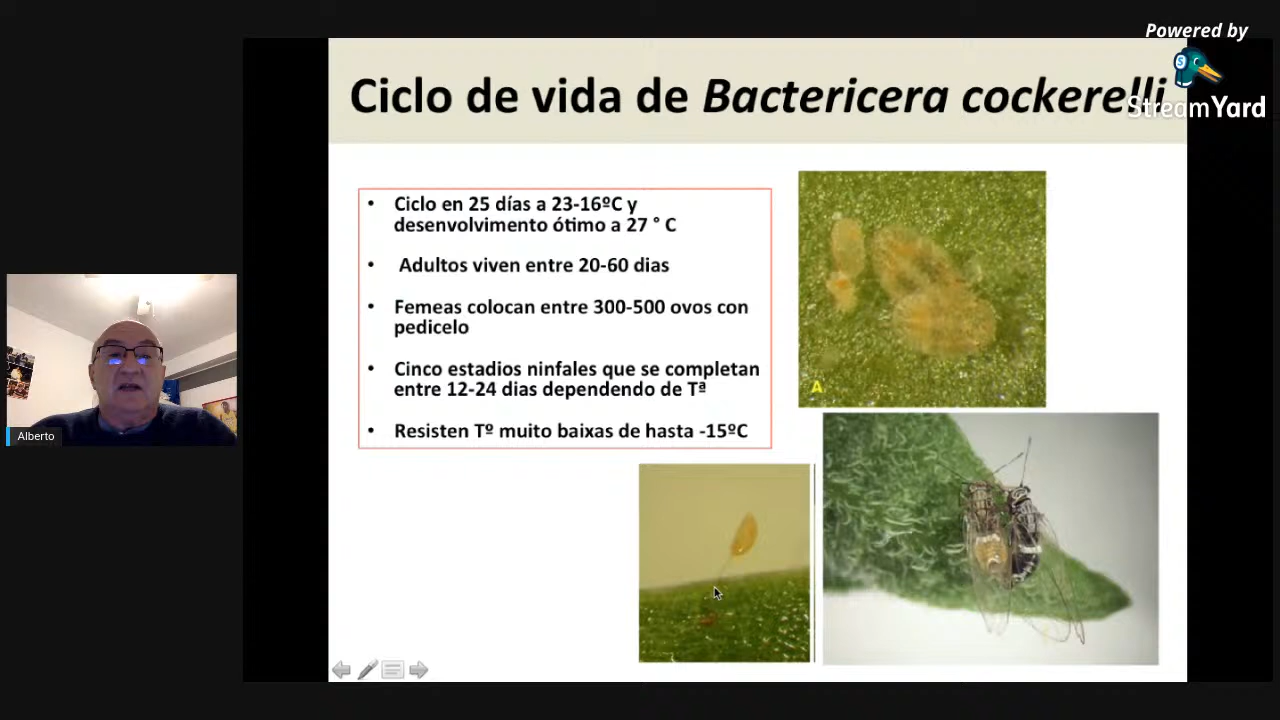 Powered by
StreamYard
Ciclo de vida de Bactericera cockerelli
• Ciclo en 25 días a 23-16ºC y
desenvolvimento ótimo a 27 ° C
• Adultos viven entre 20-60 dias
• Femeas colocan entre 300-500 ovos con
pedicelo
• Cinco estadios ninfales que se completan
entre 12-24 dias dependendo de Tª
• Resisten Tº muito baixas de hasta -15ºC
A
Alberto